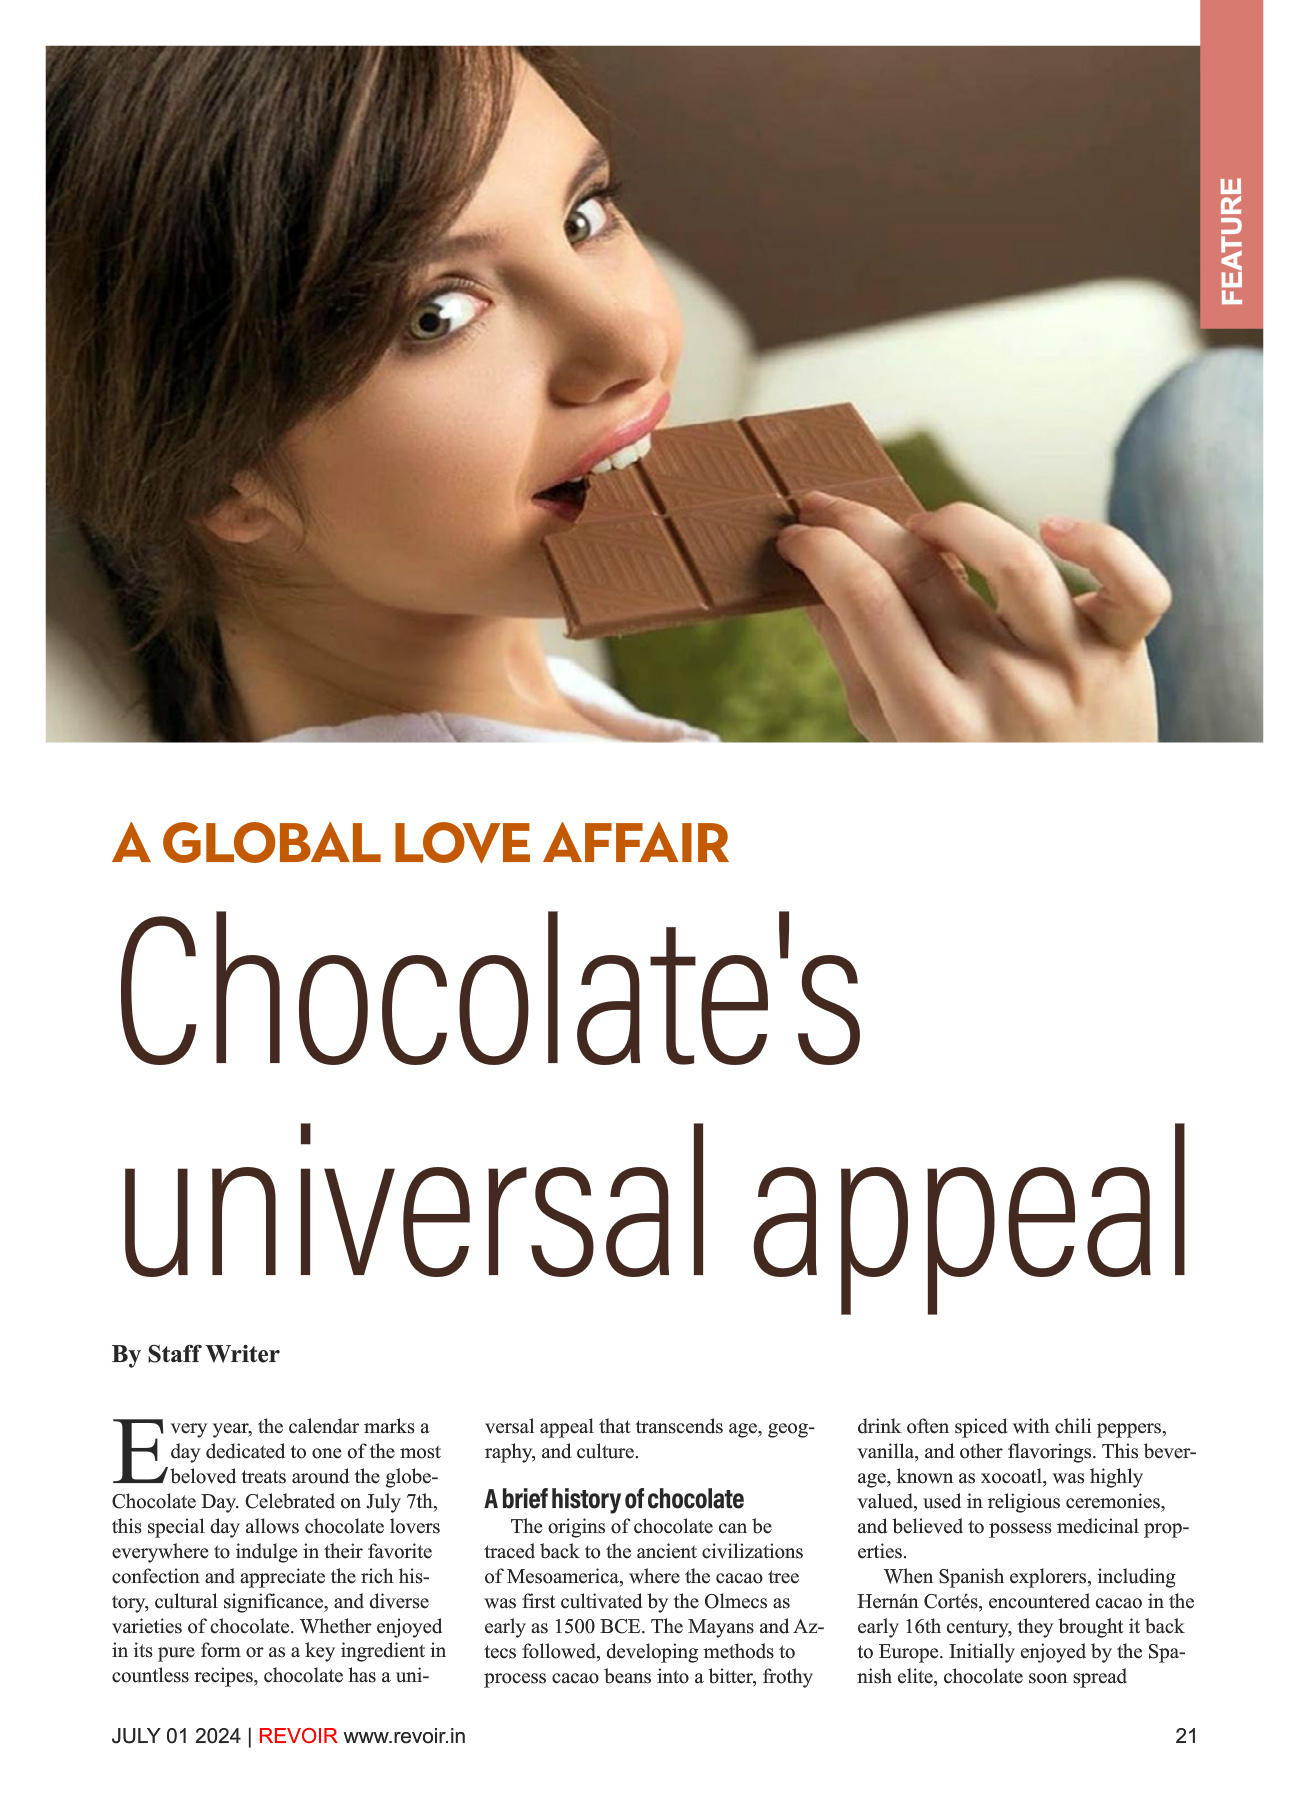 FEATURE
A GLOBAL LOVE AFFAIR
Chocolate's
universal appeal
By Staff Writer
Every year, the calendar marks a
day dedicated to one of the most
beloved treats around the globe-
Chocolate Day. Celebrated on July 7th,
this special day allows chocolate lovers
everywhere to indulge in their favorite
confection and appreciate the rich his-
tory, cultural significance, and diverse
varieties of chocolate. Whether enjoyed
in its pure form or as a key ingredient in
countless recipes, chocolate has a uni-
versal appeal that transcends age, geog-
raphy, and culture.
A brief history of chocolate
The origins of chocolate can be
traced back to the ancient civilizations
of Mesoamerica, where the cacao tree
was first cultivated by the Olmecs as
early as 1500 BCE. The Mayans and Az-
tecs followed, developing methods to
process cacao beans into a bitter, frothy
drink often spiced with chili peppers,
vanilla, and other flavorings. This bever-
age, known as xocoatl, was highly
valued, used in religious ceremonies,
and believed to possess medicinal prop-
erties.
When Spanish explorers, including
Hernán Cortés, encountered cacao in the
early 16th century, they brought it back
to Europe. Initially enjoyed by the Spa-
nish elite, chocolate soon spread
JULY 01 2024 | REVOIR www.revoir.in
21